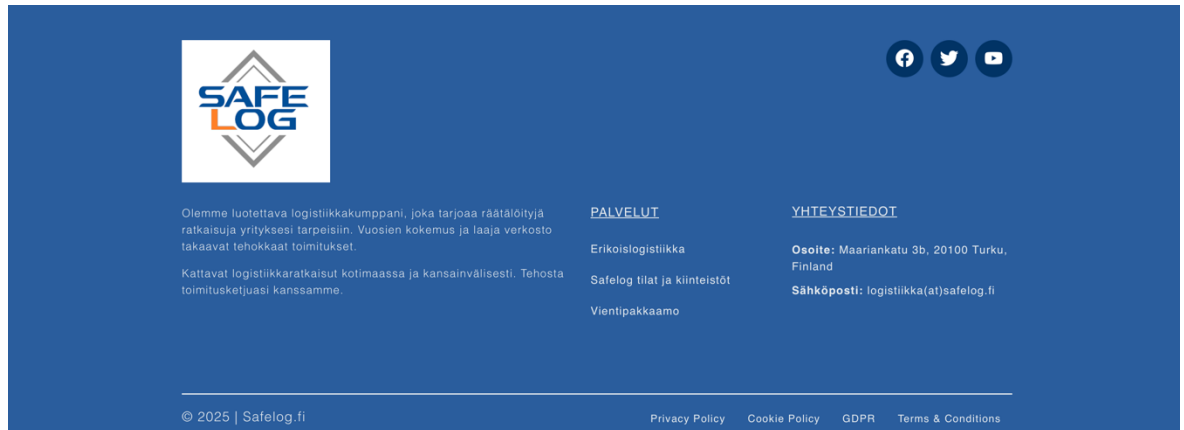 SAFE
LOG
Olemme luotettava logistiikkakumppani, joka tarjoaa räätälöityjä
ratkaisuja yrityksesi tarpeisiin. Vuosien kokemus ja laaja verkosto
takaavat tehokkaat toimitukset.
Kattavat logistiikkaratkaisut kotimaassa ja kansainvälisesti. Tehosta
toimitusketjuasi kanssamme.
PALVELUT
Erikoislogistiikka
Safelog tilat ja kiinteistöt
Vientipakkaamo
YHTEYSTIEDOT
Osoite: Maariankatu 3b, 20100 Turku,
Finland
Sähköposti: logistiikka(at)safelog.fi
© 2025 | Safelog.fi
Privacy Policy Cookie Policy GDPR Terms & Conditions